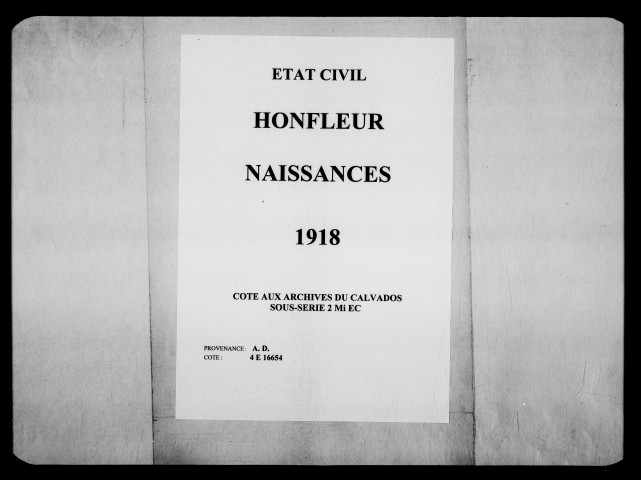 ETAT CIVIL
HONFLEUR
NAISSANCES
1918
COTE AUX ARCHIVES DU CALVADOS
SOUS-SERIE 2 Mi EC
PROVENANCE: A. D.
COTE: 4 E 16654